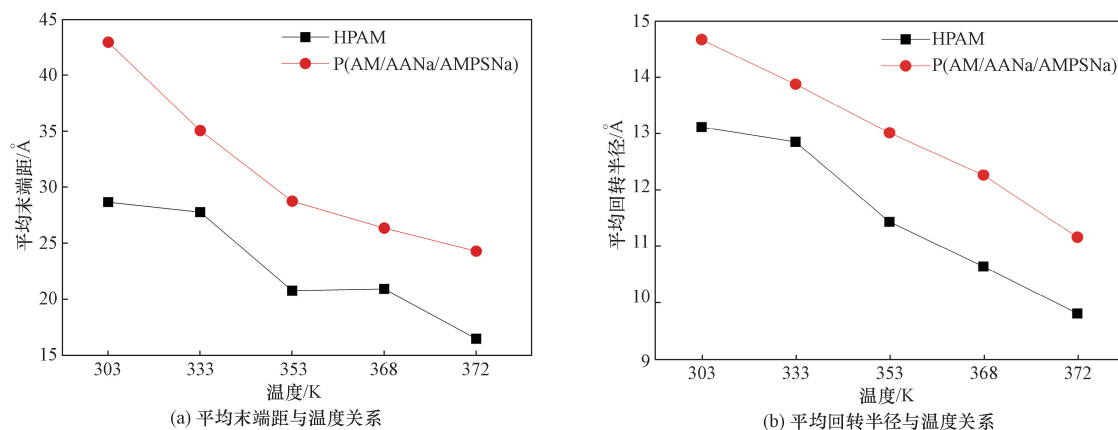 45
40
35
30
25
20
15
平均末端距/Å
HPAM
P(AM/AANa/AMPSNa)
303 333 353 368 372
温度/K
(a) 平均末端距与温度关系
15
14
13
12
11
10
9
平均回转半径/Å
HPAM
P(AM/AANa/AMPSNa)
303 333 353 368 372
温度/K
(b) 平均回转半径与温度关系